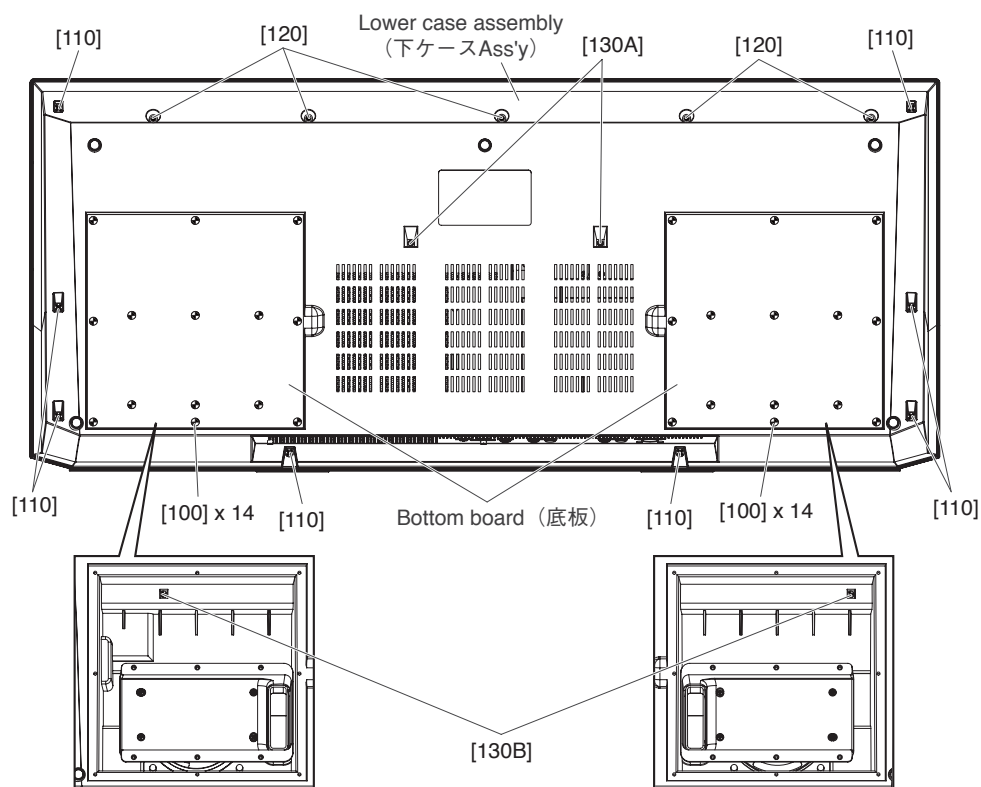 Lower case assembly
（下ケースAss'y）
[110]
[120]
[130A]
[120]
[110]
[110]
[100] x 14
[110]
Bottom board（底板）
[110]
[100] x 14
[110]
[130B]